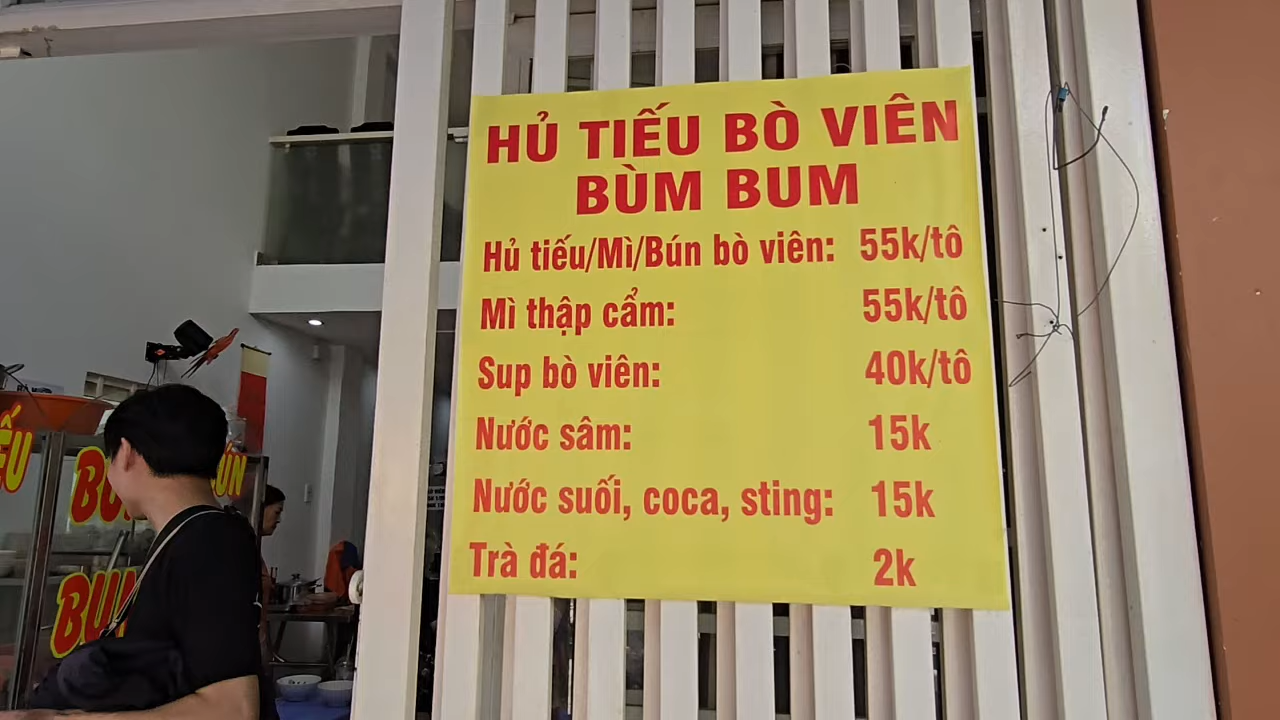 HỦ TIẾU BÒ VIÊN
BÙM BUM
Hủ tiếu/Mì/Bún bò viên: 55k/tô
Mì thập cẩm: 55k/tô
Sup bò viên: 40k/tô
Nước sâm: 15k
Nước suối, coca, sting: 15k
Trà đá: 2k